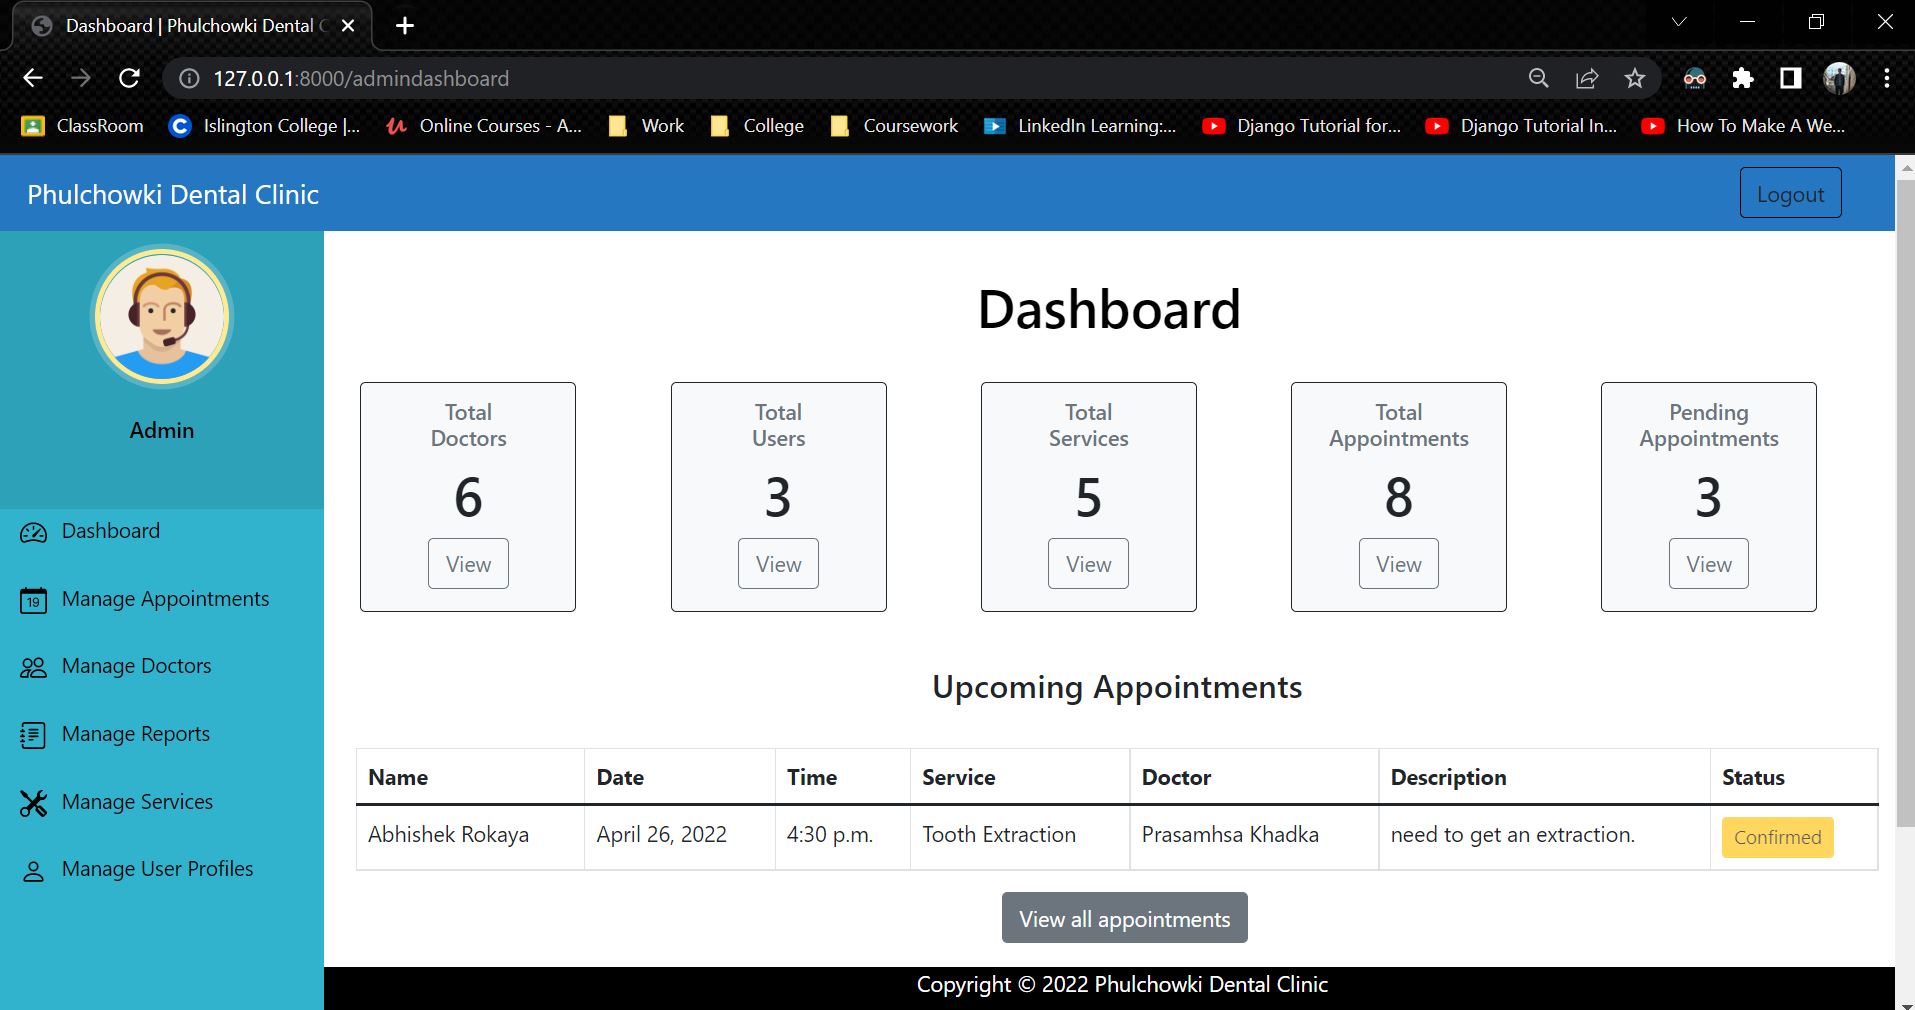 Dashboard | Phulchowki Dental C
127.0.0.1:8000/admindashboard
ClassRoom Islington College |... Online Courses - A... Work College Coursework LinkedIn Learning:... Django Tutorial for... Django Tutorial In... How To Make A We...
Phulchowki Dental Clinic Logout
Admin
Dashboard
Manage Appointments
Manage Doctors
Manage Reports
Manage Services
Manage User Profiles
19
Dashboard
Total
Doctors
6
View
Total
Users
3
View
Total
Services
5
View
Total
Appointments
8
View
Pending
Appointments
3
View
Upcoming Appointments
Name Date Time Service Doctor Description Status
Abhishek Rokaya April 26, 2022 4:30 p.m. Tooth Extraction Prasamhsa Khadka need to get an extraction. Confirmed
View all appointments
Copyright © 2022 Phulchowki Dental Clinic